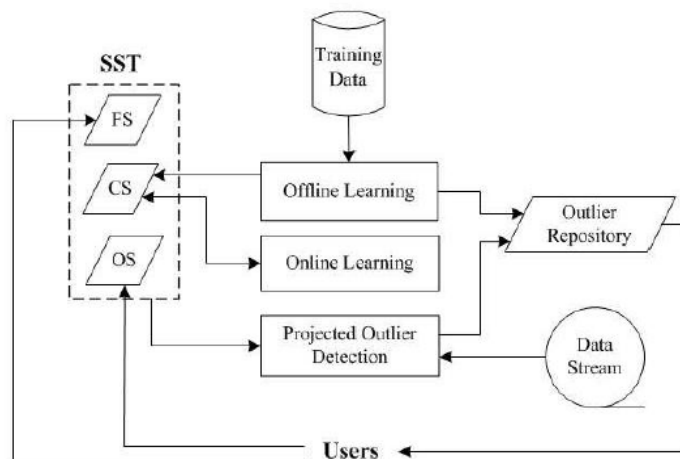 Training
Data
SST
FS
CS
OS
Offline Learning
Online Learning
Projected Outlier
Detection
Outlier
Repository
Data
Stream
Users